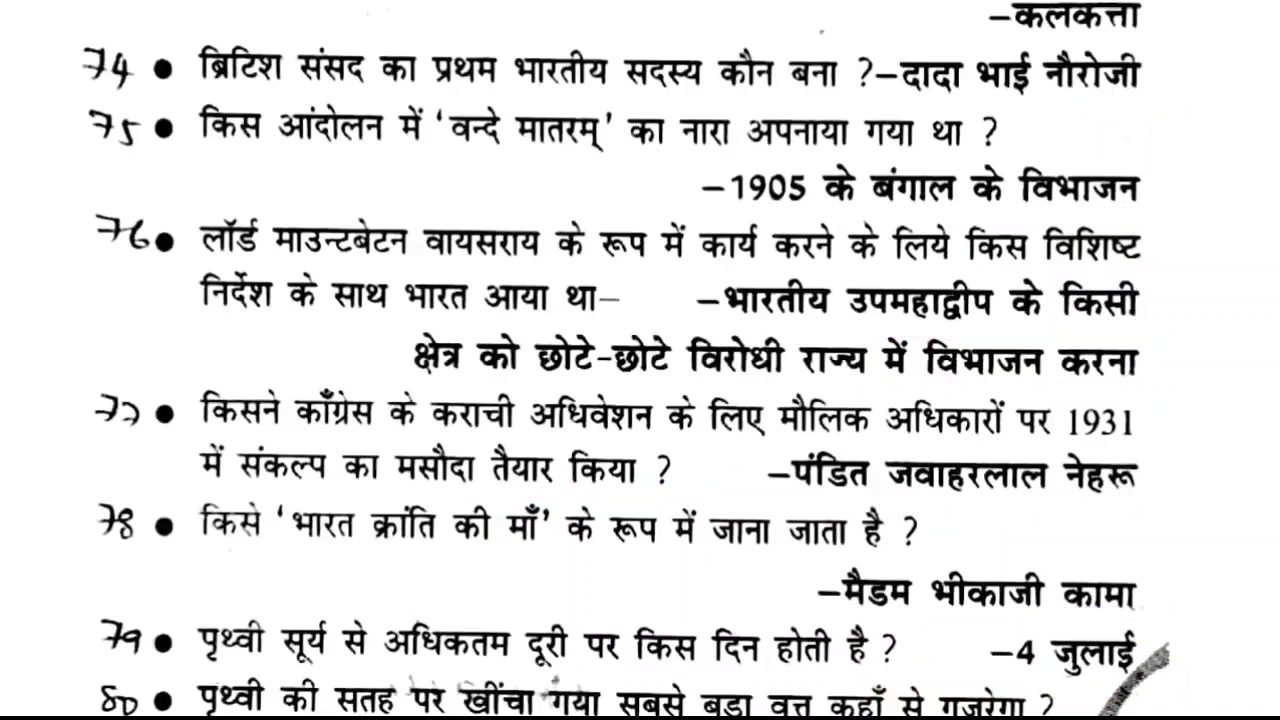 –कलकत्ता
74 • ब्रिटिश संसद का प्रथम भारतीय सदस्य कौन बना ?–दादा भाई नौरोजी
75 • किस आंदोलन में ‘वन्दे मातरम्’ का नारा अपनाया गया था ?
–1905 के बंगाल के विभाजन
76 • लॉर्ड माउन्टबेटन वायसराय के रूप में कार्य करने के लिये किस विशिष्ट
निर्देश के साथ भारत आया था– –भारतीय उपमहाद्वीप के किसी
क्षेत्र को छोटे-छोटे विरोधी राज्य में विभाजन करना
77 • किसने काँग्रेस के कराची अधिवेशन के लिए मौलिक अधिकारों पर 1931
में संकल्प का मसौदा तैयार किया ? –पंडित जवाहरलाल नेहरू
78 • किसे ‘भारत क्रांति की माँ’ के रूप में जाना जाता है ?
–मैडम भीकाजी कामा
79 • पृथ्वी सूर्य से अधिकतम दूरी पर किस दिन होती है ? –4 जुलाई
80 • पृथ्वी की सतह पर खींचा गया सबसे बड़ा वृत्त कहाँ से गुजरेगा ?